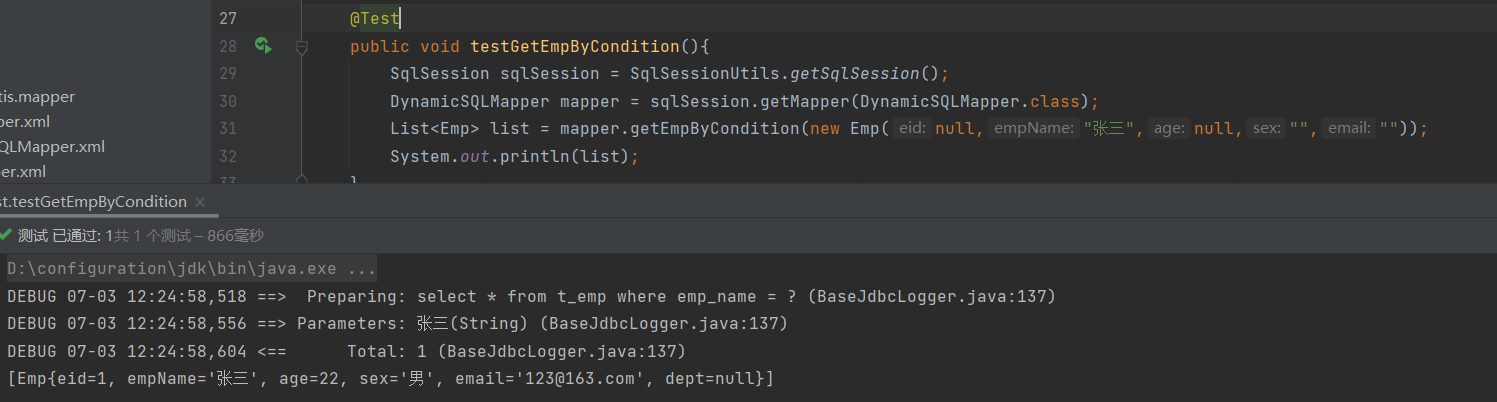 27 @Test
28 public void testGetEmpByCondition(){
29 SqlSession sqlSession = SqlSessionUtils.getSqlSession();
tis.mapper
30 DynamicSQLMapper mapper = sqlSession.getMapper(DynamicSQLMapper.class);
per.xml
31 List<Emp> list = mapper.getEmpByCondition(new Emp( eid: null, empName: "张三", age: null, sex: "", email: ""));
QLMapper.xml
32 System.out.println(list);
per.xml
st.testGetEmpByCondition ×
测试 已通过: 1共 1 个测试 – 866毫秒
D:\configuration\jdk\bin\java.exe ...
DEBUG 07-03 12:24:58,518 ==>  Preparing: select * from t_emp where emp_name = ? (BaseJdbcLogger.java:137)
DEBUG 07-03 12:24:58,556 ==> Parameters: 张三(String) (BaseJdbcLogger.java:137)
DEBUG 07-03 12:24:58,604 <==      Total: 1 (BaseJdbcLogger.java:137)
[Emp{eid=1, empName='张三', age=22, sex='男', email='123@163.com', dept=null}]